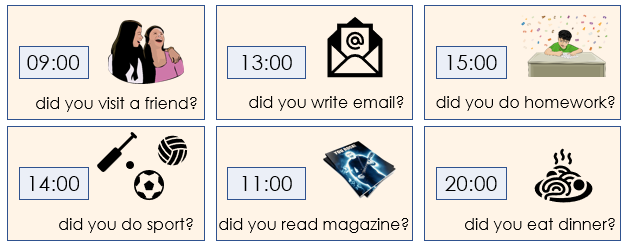 09:00
did you visit a friend?
13:00
did you write email?
15:00
did you do homework?
14:00
did you do sport?
11:00
did you read magazine?
20:00
did you eat dinner?